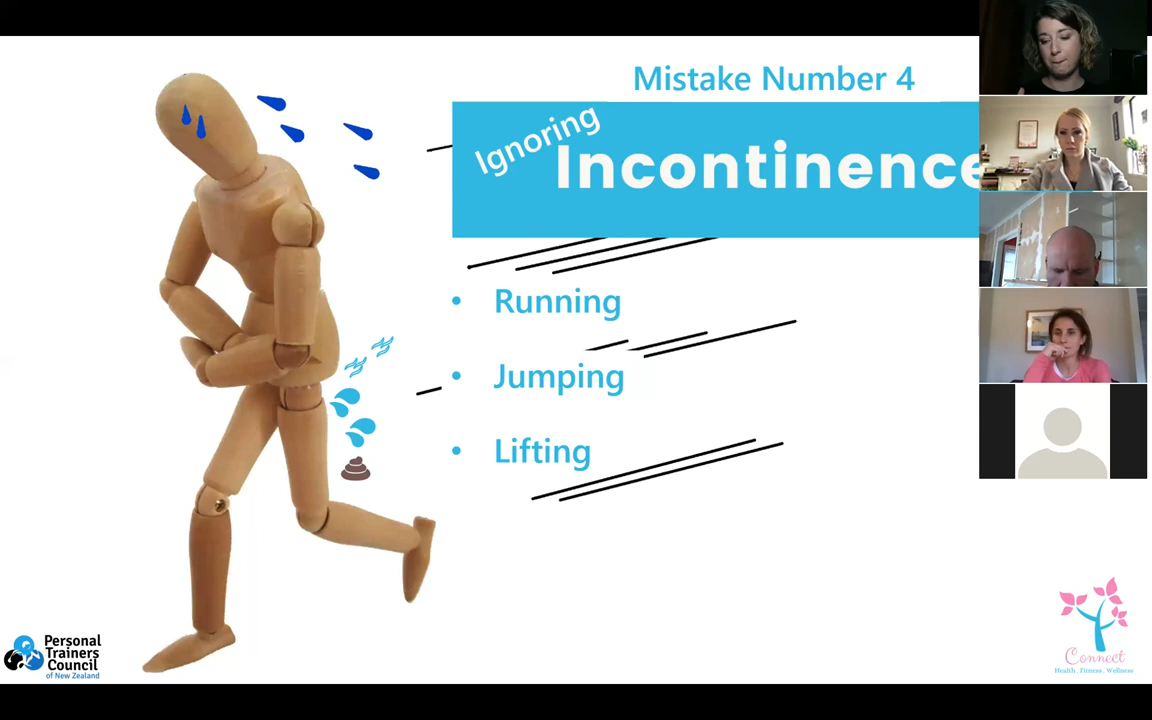 Mistake Number 4
Ignoring
Incontinence
• Running
• Jumping
• Lifting
Personal
Trainers
Council
of New Zealand
Connect
Health . Fitness . Wellness